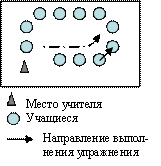 Место учителя
Учащиеся
Направление выпол-
нения упражнения